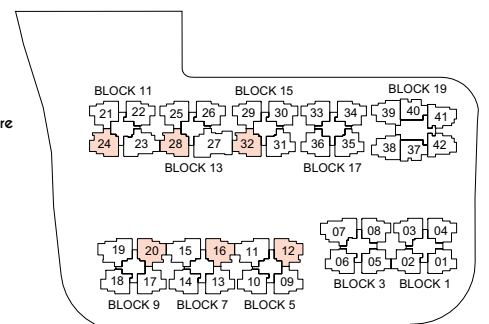 BLOCK 11 BLOCK 15 BLOCK 19
re
21 22 25 26 29 30 33 34 39 40 41
24 23 28 27 32 31 36 35 38 37 42
BLOCK 13 BLOCK 17
07 08 03 04
19 20 15 16 11 12
06 05 02 01
18 17 14 13 10 09
BLOCK 3 BLOCK 1
BLOCK 9 BLOCK 7 BLOCK 5